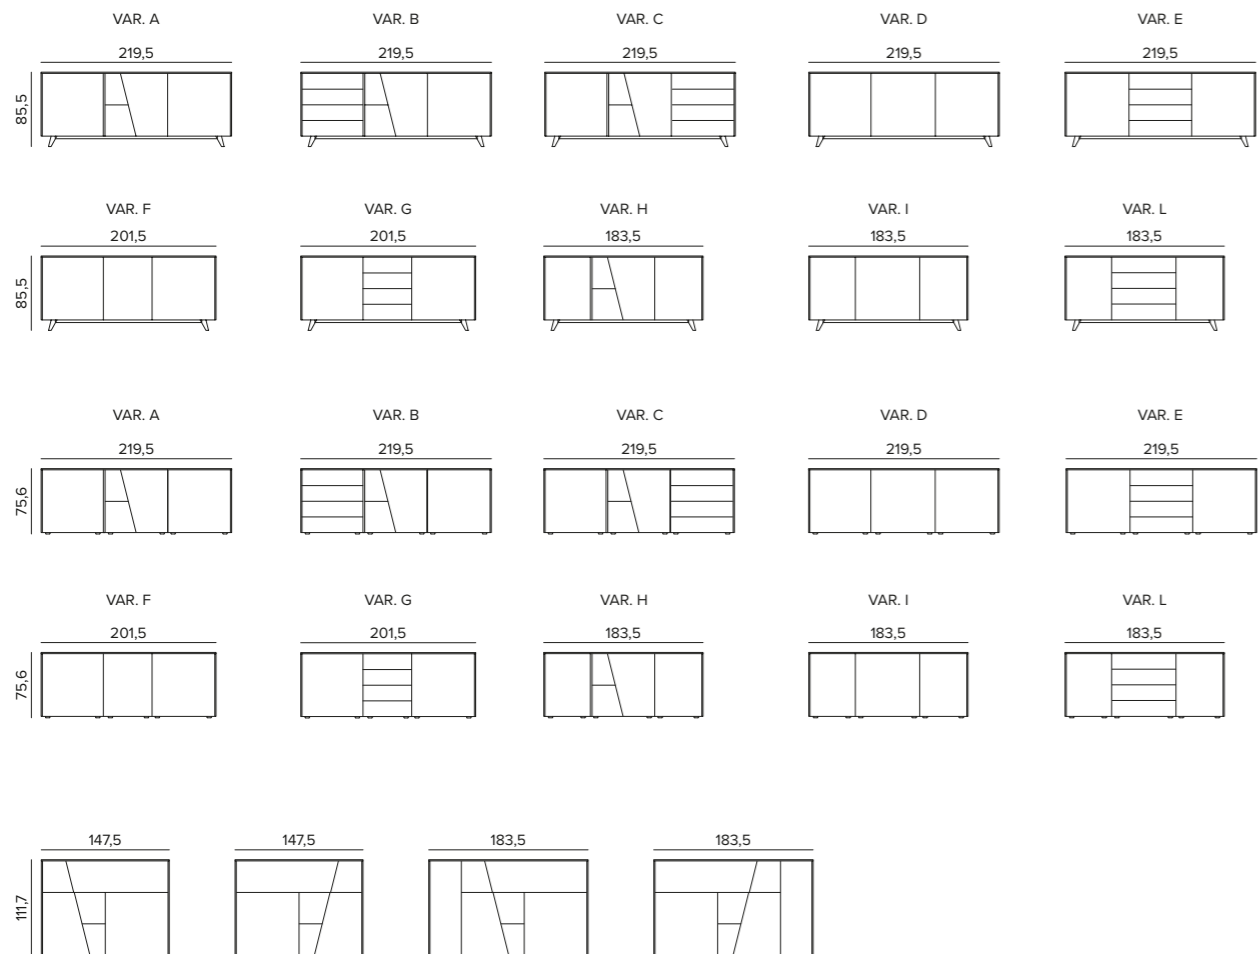 VAR. A VAR. B VAR. C VAR. D VAR. E
219,5 219,5 219,5 219,5 219,5
85,5
VAR. F VAR. G VAR. H VAR. I VAR. L
201,5 201,5 183,5 183,5 183,5
85,5
VAR. A VAR. B VAR. C VAR. D VAR. E
219,5 219,5 219,5 219,5 219,5
75,6
VAR. F VAR. G VAR. H VAR. I VAR. L
201,5 201,5 183,5 183,5 183,5
75,6
147,5 147,5 183,5 183,5
111,7